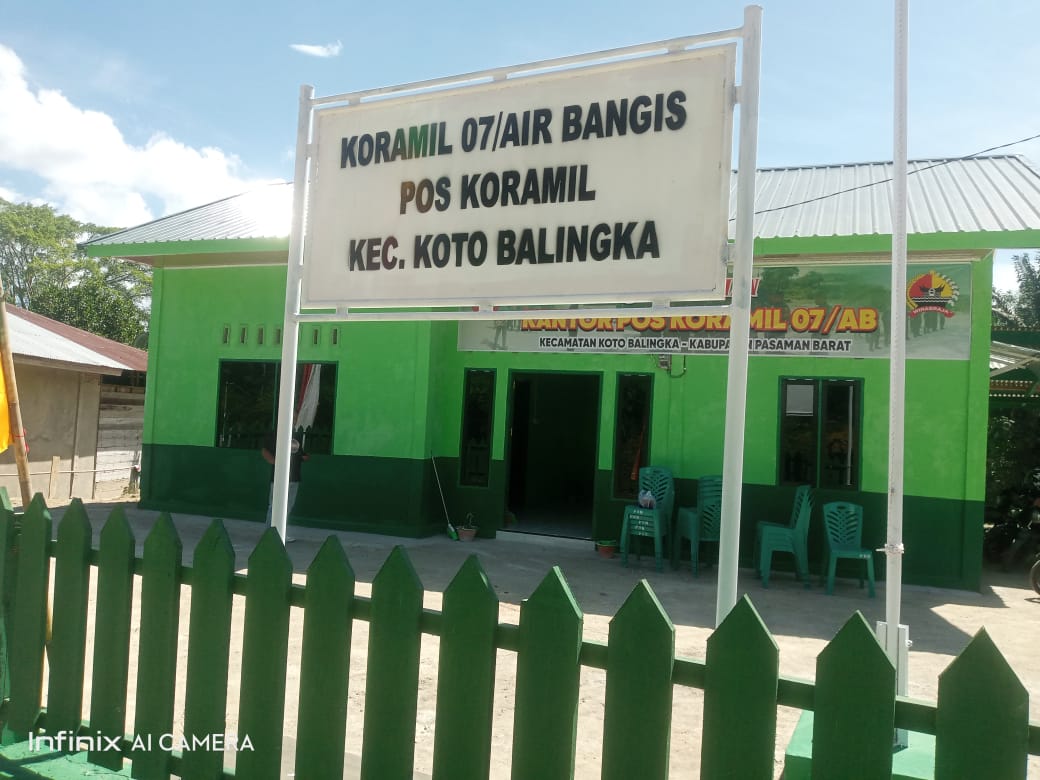 KORAMIL 07/AIR BANGIS
POS KORAMIL
KEC. KOTO BALINGKA
KANTOR POS KORAMIL 07/AB
KECAMATAN KOTO BALINGKA - KABUPATEN PASAMAN BARAT
WIRABRAJA
Infinix AI CAMERA